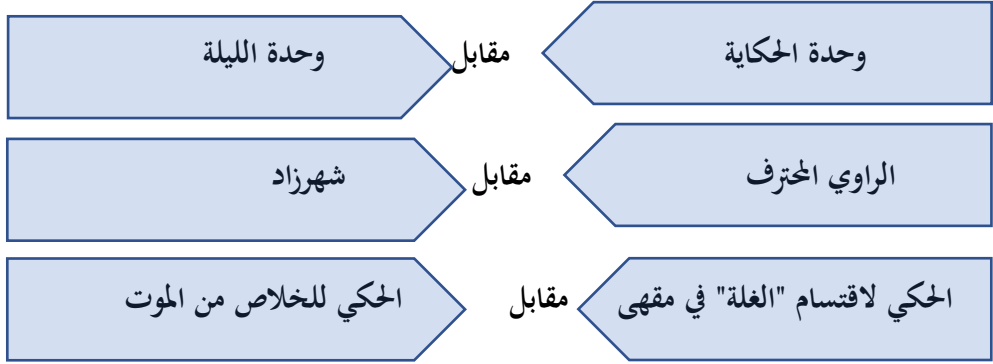 وحدة الحكاية مقابل وحدة الليلة
الراوي المحترف مقابل شهرزاد
الحكي لاقتسام "الغلة" في مقهى مقابل الحكي للخلاص من الموت